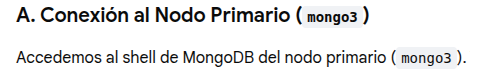 A. Conexión al Nodo Primario ( mongo3 )
Accedemos al shell de MongoDB del nodo primario ( mongo3 ).